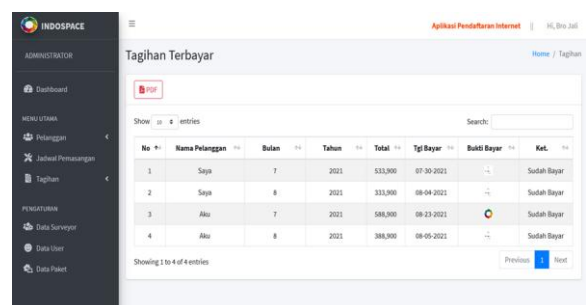 INDOSPACE
Aplikasi Pendaftaran Internet || Hi, Bro Jali
ADMINISTRATOR
Dashboard
MENU UTAMA
Pelanggan
Jadwal Pemasangan
Tagihan
PENGATURAN
Data Surveyor
Data User
Data Paket
Tagihan Terbayar
Home / Tagihan
PDF
Show 10 entries
Search:
No Nama Pelanggan Bulan Tahun Total Tgl Bayar Bukti Bayar Ket.
1 Saya 7 2021 533,900 07-30-2021 Sudah Bayar
2 Saya 8 2021 333,900 08-04-2021 Sudah Bayar
3 Aku 7 2021 588,900 08-23-2021 Sudah Bayar
4 Aku 8 2021 388,900 08-05-2021 Sudah Bayar
Showing 1 to 4 of 4 entries
Previous 1 Next